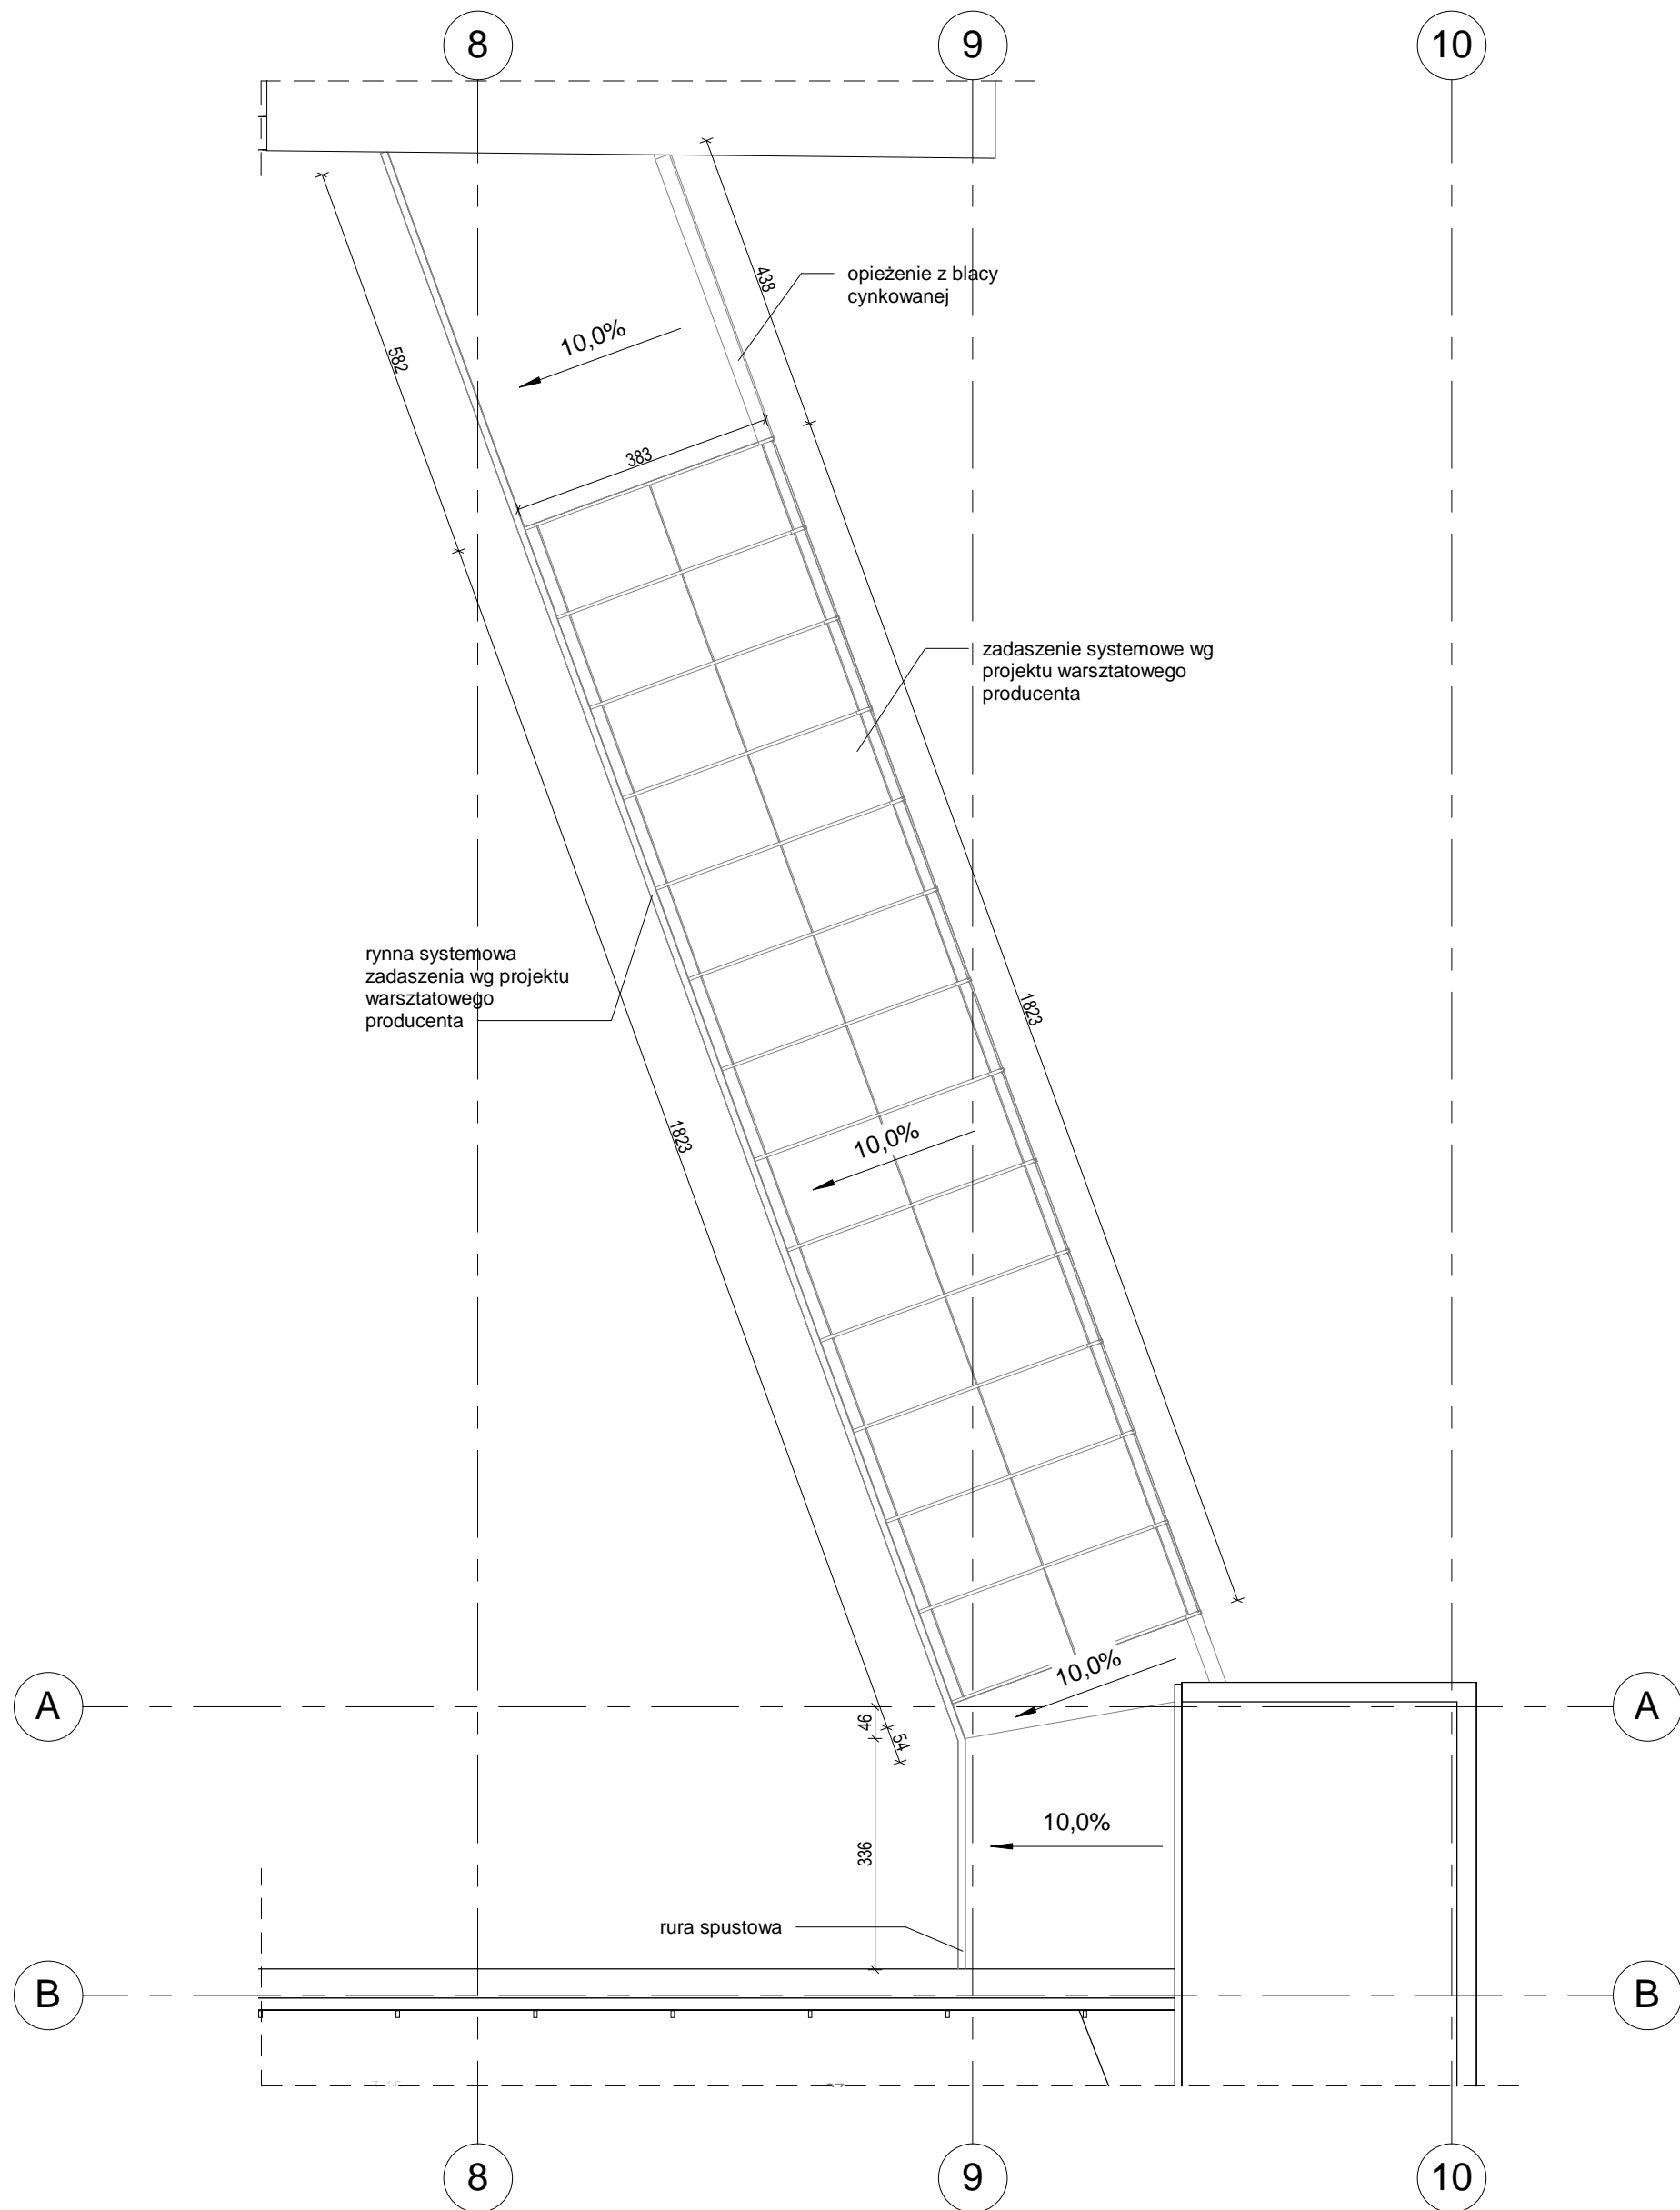 8
9
10
438
opieżenie z blacy
cynkowanej
10,0%
582
383
zadaszenie systemowe wg
projektu warsztatowego
producenta
rynna systemowa
zadaszenia wg projektu
warsztatowego
producenta
1823
1823
10,0%
10,0%
A
A
46
54
10,0%
336
rura spustowa
B
B
8
9
10